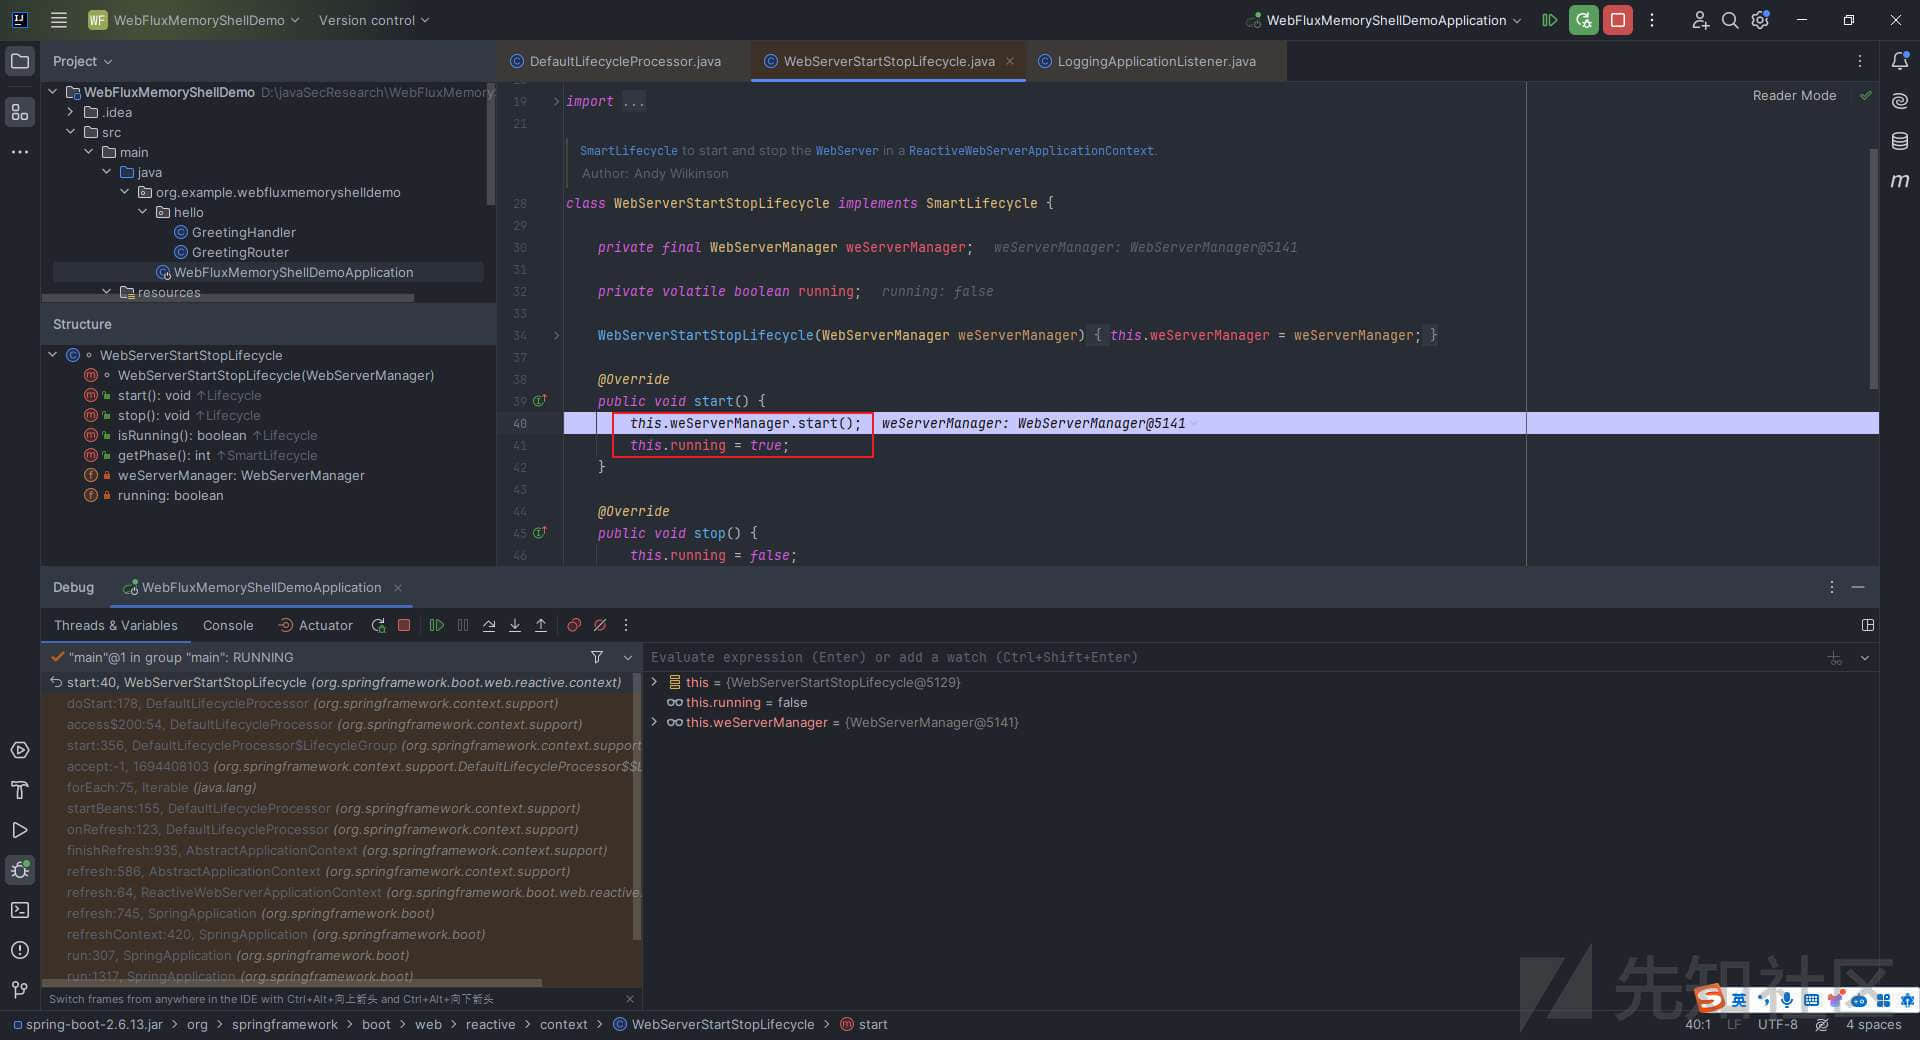 WF WebFluxMemoryShellDemo Version control WebFluxMemoryShellDemoApplication
Project
DefaultLifecycleProcessor.java WebServerStartStopLifecycle.java LoggingApplicationListener.java
WebFluxMemoryShellDemo D:\javaSecResearch\WebFluxMemory
.idea
src
main
java
org.example.webfluxmemoryshelldemo
hello
GreetingHandler
GreetingRouter
WebFluxMemoryShellDemoApplication
resources
Structure
WebServerStartStopLifecycle
WebServerStartStopLifecycle(WebServerManager)
start(): void ↑Lifecycle
stop(): void ↑Lifecycle
isRunning(): boolean ↑Lifecycle
getPhase(): int ↑SmartLifecycle
weServerManager: WebServerManager
running: boolean
Reader Mode
19 import ...
21
SmartLifecycle to start and stop the WebServer in a ReactiveWebServerApplicationContext.
Author: Andy Wilkinson
28 class WebServerStartStopLifecycle implements SmartLifecycle {
29
30 private final WebServerManager weServerManager; weServerManager: WebServerManager@5141
31
32 private volatile boolean running; running: false
33
34 WebServerStartStopLifecycle(WebServerManager weServerManager) { this.weServerManager = weServerManager; }
37
38 @Override
39 public void start() {
40 this.weServerManager.start(); weServerManager: WebServerManager@5141
41 this.running = true;
42 }
43
44 @Override
45 public void stop() {
46 this.running = false;
Debug WebFluxMemoryShellDemoApplication
Threads & Variables Console Actuator
"main"@1 in group "main": RUNNING
start:40, WebServerStartStopLifecycle (org.springframework.boot.web.reactive.context)
doStart:178, DefaultLifecycleProcessor (org.springframework.context.support)
access$200:54, DefaultLifecycleProcessor (org.springframework.context.support)
start:356, DefaultLifecycleProcessor$LifecycleGroup (org.springframework.context.support
accept:-1, 1694408103 (org.springframework.context.support.DefaultLifecycleProcessor$$L
forEach:75, Iterable (java.lang)
startBeans:155, DefaultLifecycleProcessor (org.springframework.context.support)
onRefresh:123, DefaultLifecycleProcessor (org.springframework.context.support)
finishRefresh:935, AbstractApplicationContext (org.springframework.context.support)
refresh:586, AbstractApplicationContext (org.springframework.context.support)
refresh:64, ReactiveWebServerApplicationContext (org.springframework.boot.web.reactive.
refresh:745, SpringApplication (org.springframework.boot)
refreshContext:420, SpringApplication (org.springframework.boot)
run:307, SpringApplication (org.springframework.boot)
run:1317, SpringApplication (org.springframework.boot)
Switch frames from anywhere in the IDE with Ctrl+Alt+向上箭头 and Ctrl+Alt+向下箭头
Evaluate expression (Enter) or add a watch (Ctrl+Shift+Enter)
this = {WebServerStartStopLifecycle@5129}
this.running = false
this.weServerManager = {WebServerManager@5141}
先知社区
英
spring-boot-2.6.13.jar > org > springframework > boot > web > reactive > context > WebServerStartStopLifecycle > start
40:1 LF UTF-8 4 spaces